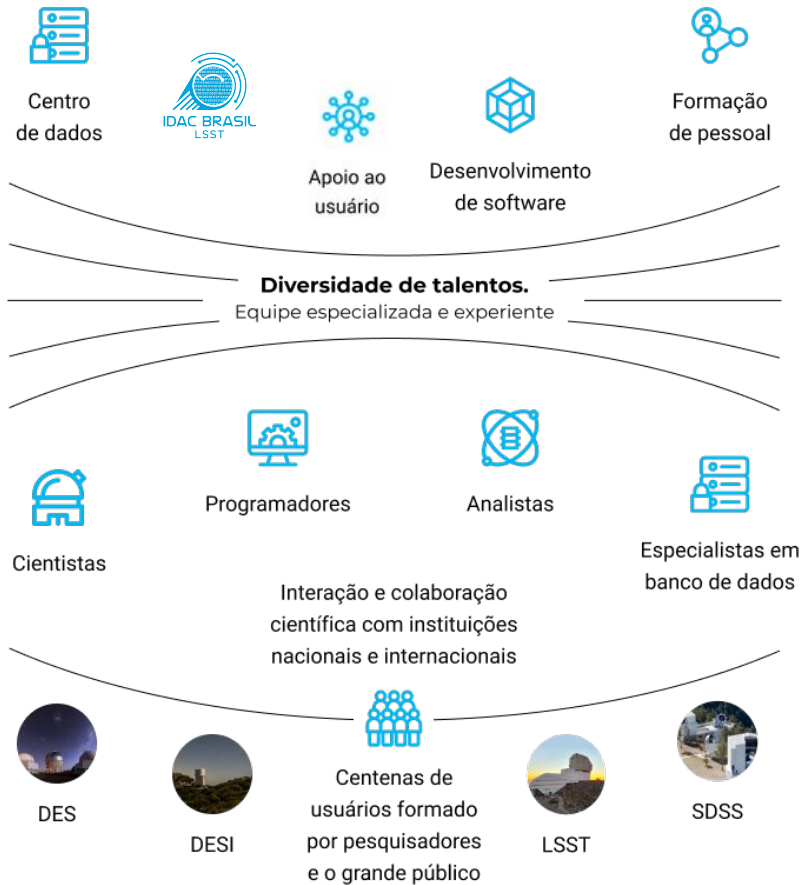 Centro
de dados
IDAC BRASIL
LSST
Apoio ao
usuário
Desenvolvimento
de software
Formação
de pessoal
Diversidade de talentos.
Equipe especializada e experiente
Programadores
Analistas
Cientistas
Especialistas em
banco de dados
Interação e colaboração
científica com instituições
nacionais e internacionais
DES
DESI
Centenas de
usuários formado
por pesquisadores
e o grande público
LSST
SDSS